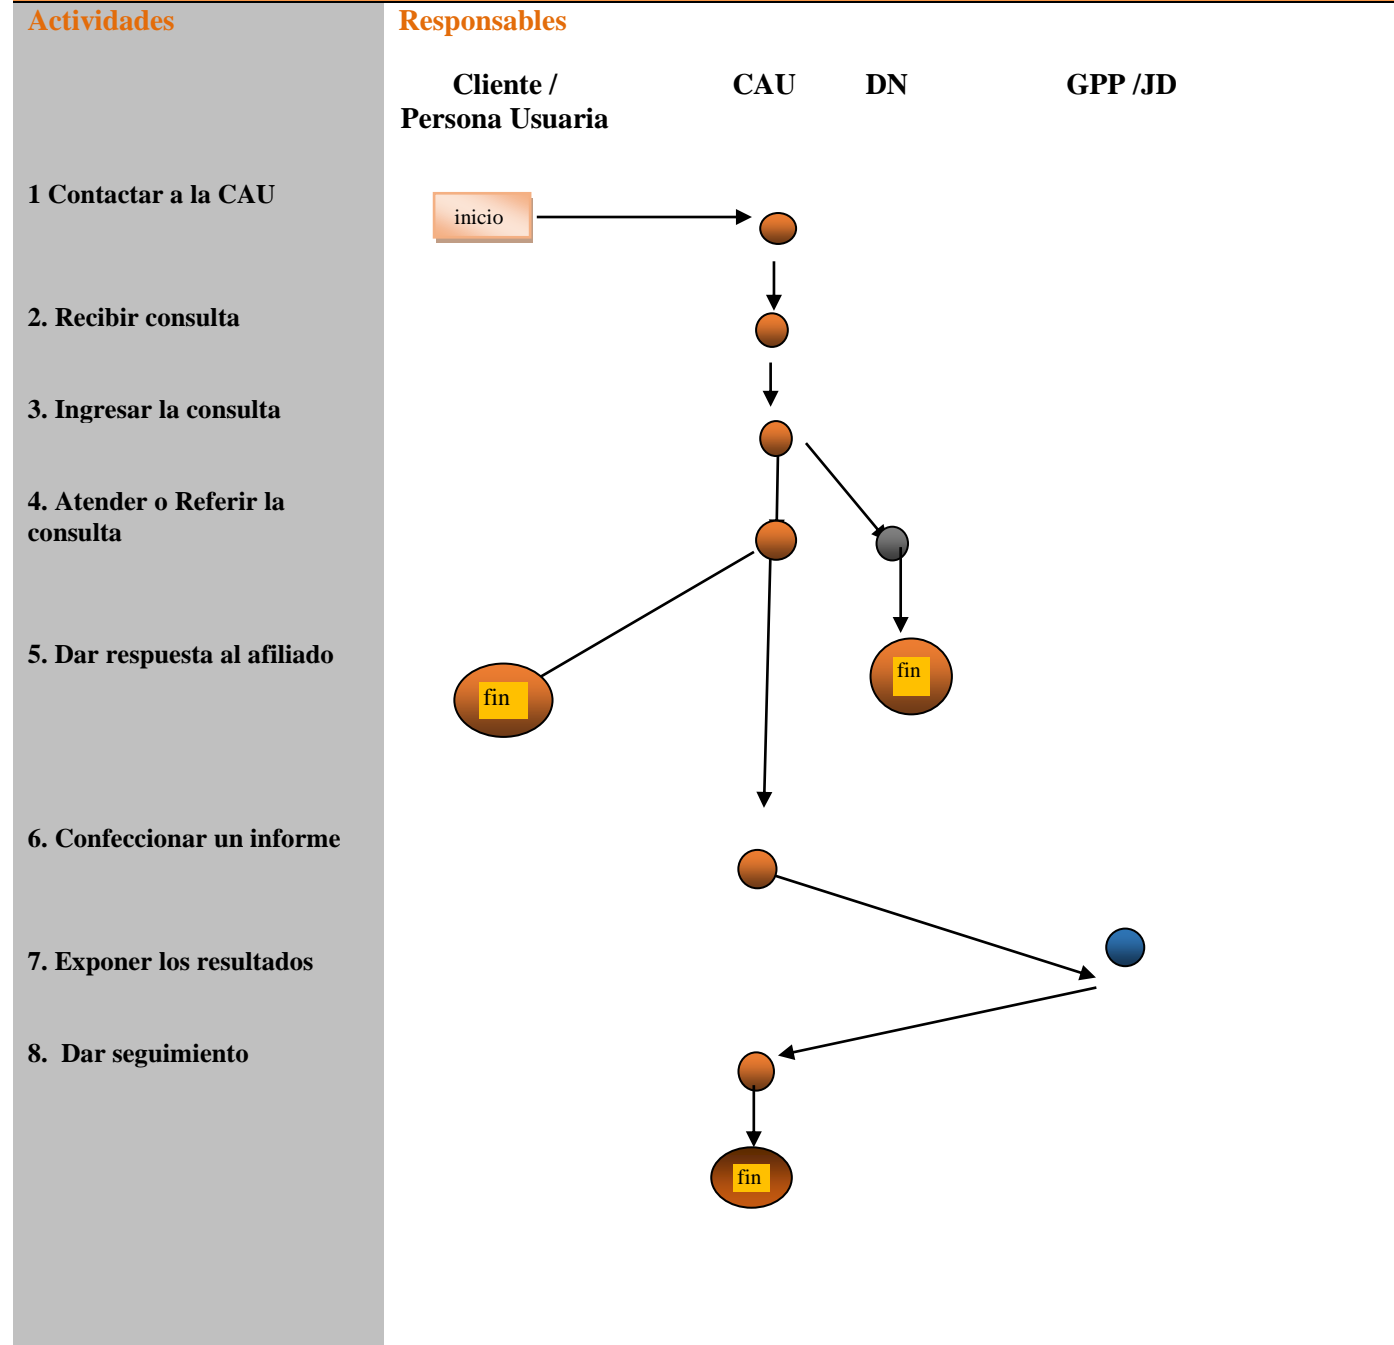 Actividades
Responsables
Cliente / CAU DN GPP /JD
Persona Usuaria
1 Contactar a la CAU
inicio
2. Recibir consulta
3. Ingresar la consulta
4. Atender o Referir la
consulta
5. Dar respuesta al afiliado
fin
fin
6. Confeccionar un informe
7. Exponer los resultados
8. Dar seguimiento
fin